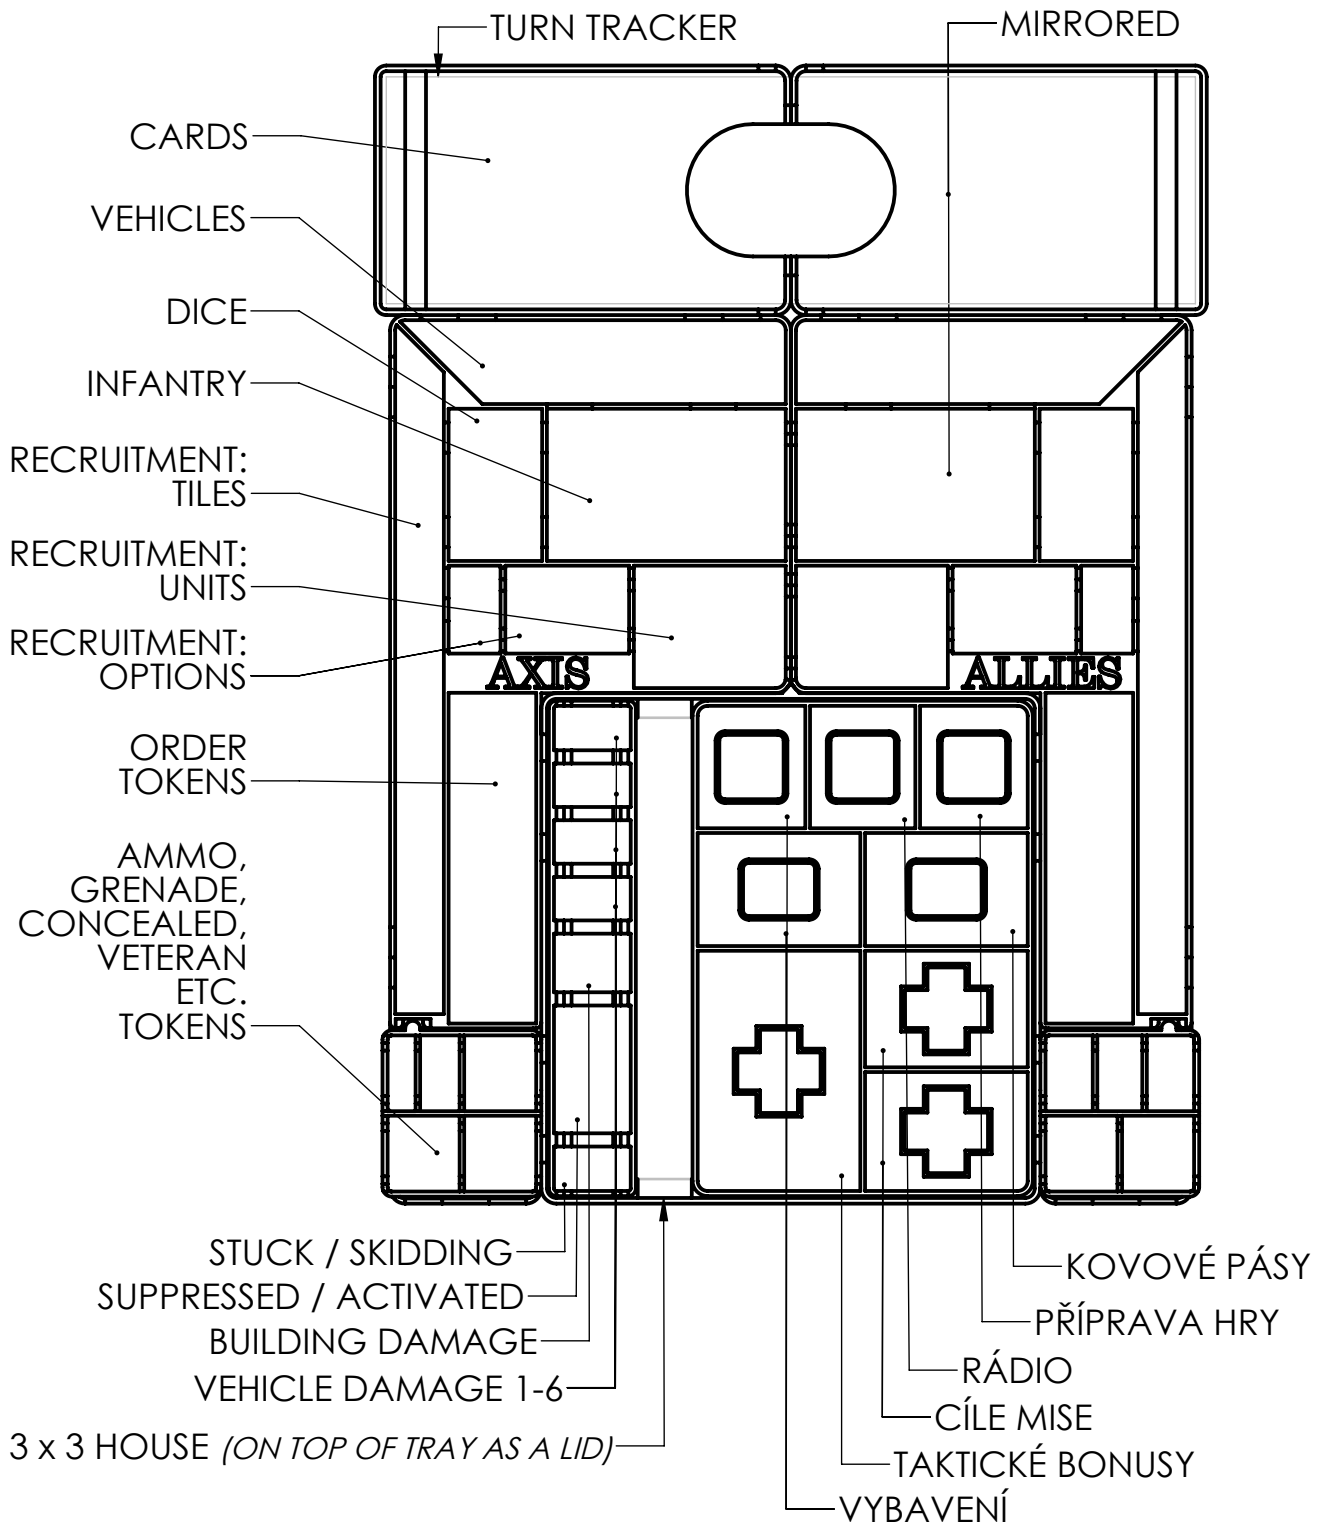 TURN TRACKER
MIRRORED
CARDS
VEHICLES
DICE
INFANTRY
RECRUITMENT:
TILES
RECRUITMENT:
UNITS
RECRUITMENT:
OPTIONS
AXIS
ALLIES
ORDER
TOKENS
AMMO,
GRENADE,
CONCEALED,
VETERAN
ETC.
TOKENS
STUCK / SKIDDING
SUPPRESSED / ACTIVATED
BUILDING DAMAGE
VEHICLE DAMAGE 1-6
3 x 3 HOUSE (ON TOP OF TRAY AS A LID)
KOVOVÉ PÁSY
PŘÍPRAVA HRY
RÁDIO
CÍLE MISE
TAKTICKÉ BONUSY
VYBAVENÍ